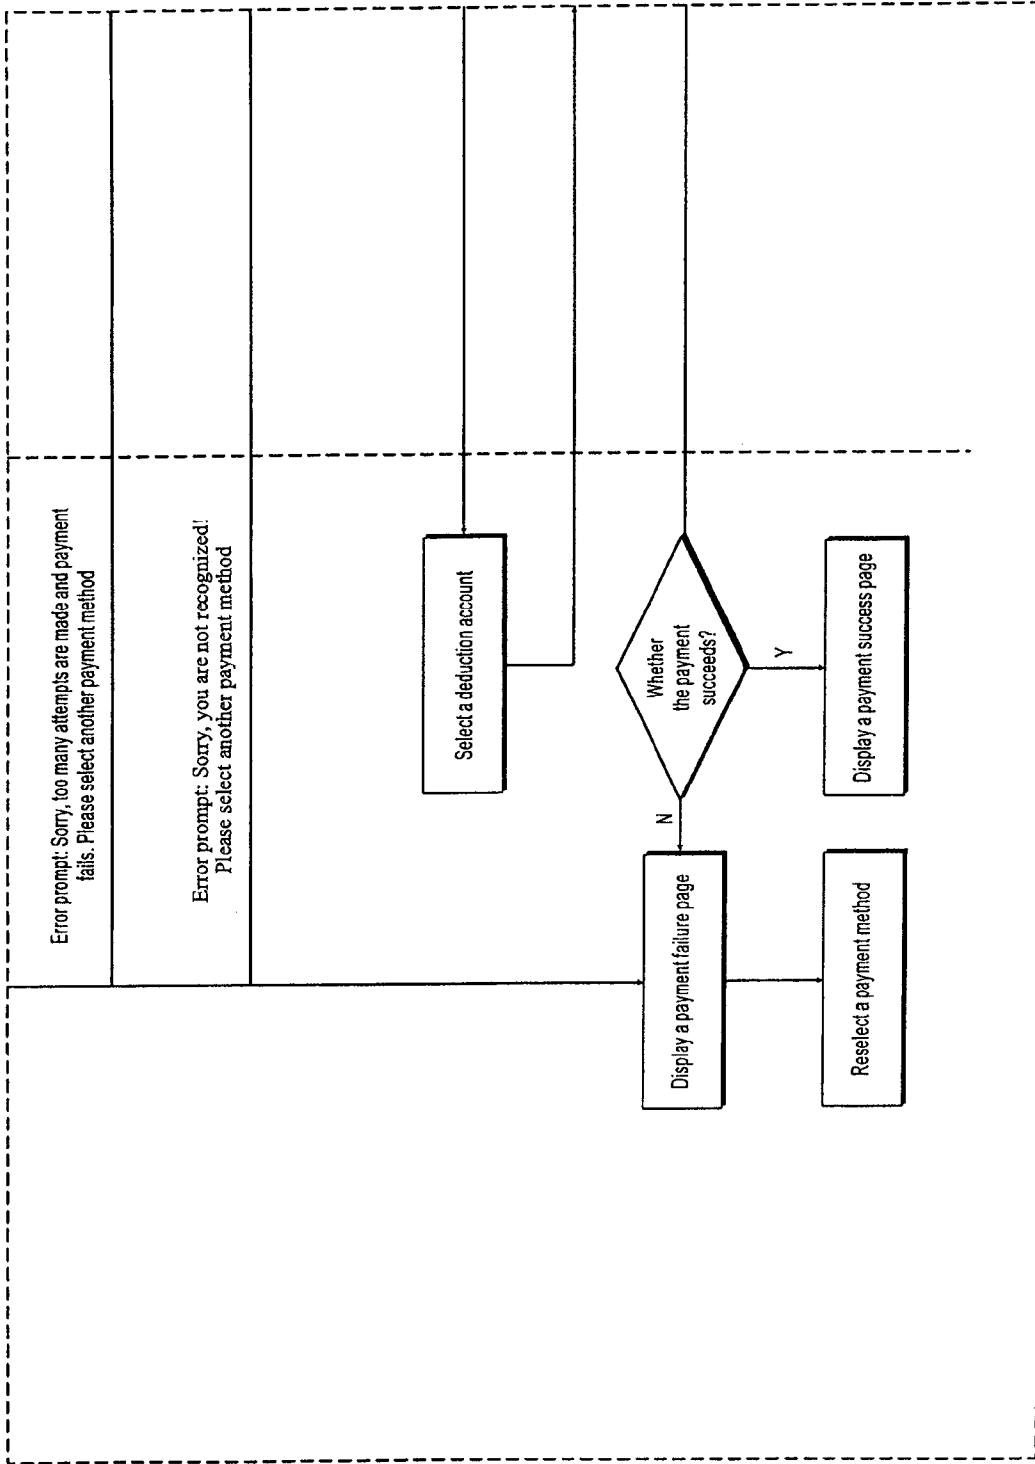 Error prompt: Sorry, too many attempts are made and payment
fails. Please select another payment method
Error prompt: Sorry, you are not recognized!
Please select another payment method
Select a deduction account
Whether
the payment
succeeds?
N
Y
Display a payment failure page
Display a payment success page
Reselect a payment method